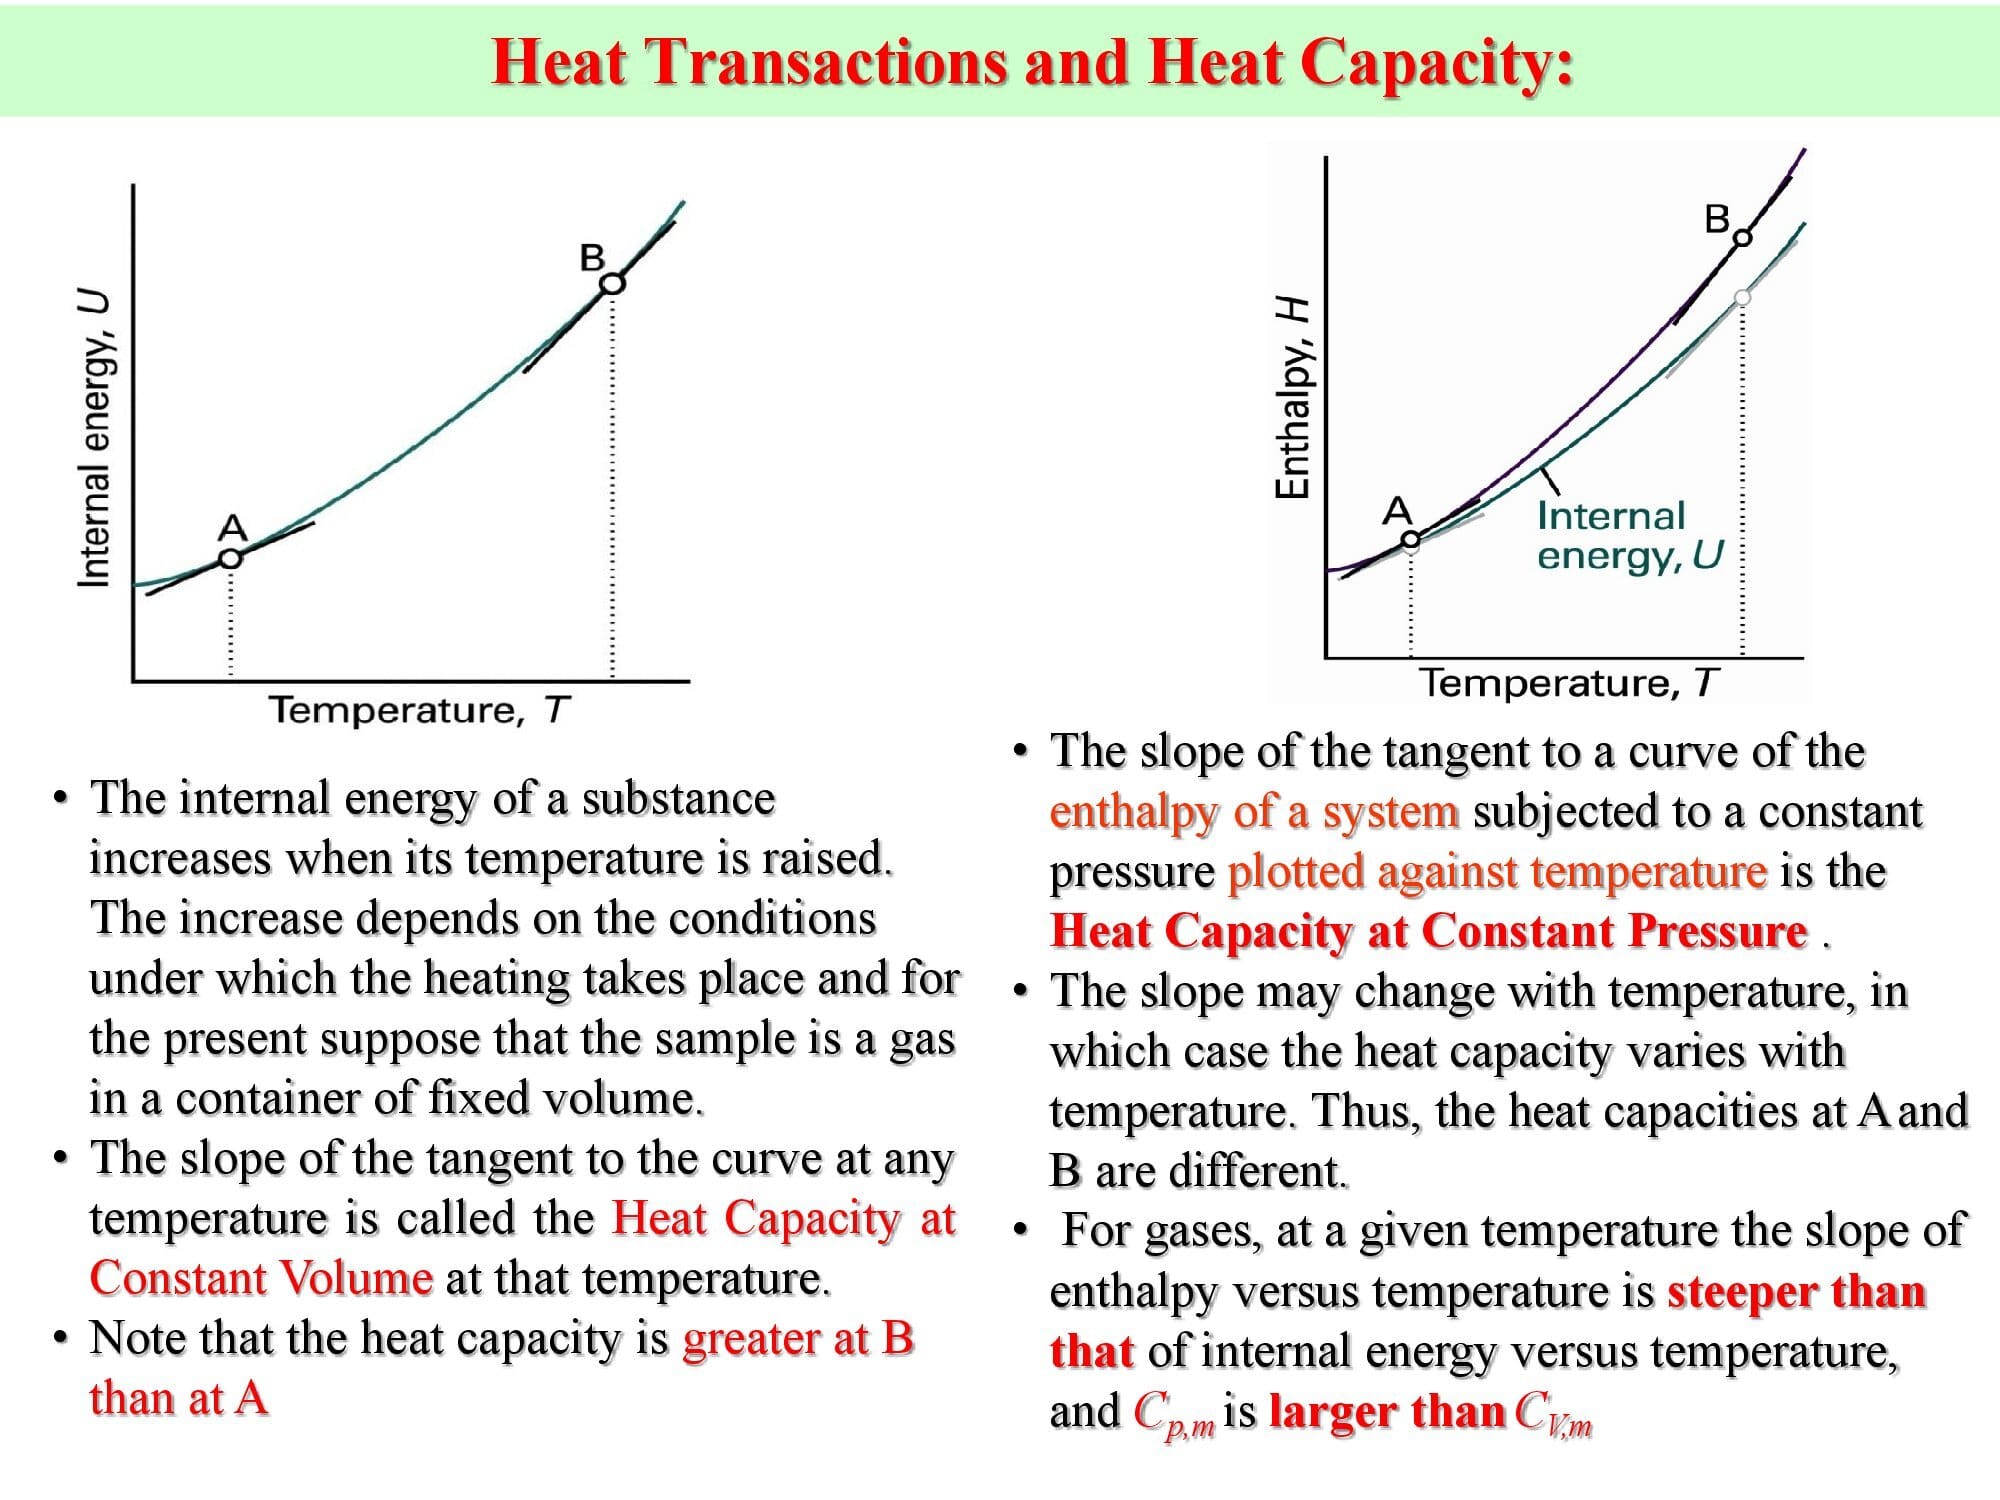 Heat Transactions and Heat Capacity:
Internal energy, U
B
A
Temperature, T
• The internal energy of a substance
increases when its temperature is raised.
The increase depends on the conditions
under which the heating takes place and for
the present suppose that the sample is a gas
in a container of fixed volume.
• The slope of the tangent to the curve at any
temperature is called the Heat Capacity at
Constant Volume at that temperature.
• Note that the heat capacity is greater at B
than at A
Enthalpy, H
B
A
Internal
energy, U
Temperature, T
• The slope of the tangent to a curve of the
enthalpy of a system subjected to a constant
pressure plotted against temperature is the
Heat Capacity at Constant Pressure .
• The slope may change with temperature, in
which case the heat capacity varies with
temperature. Thus, the heat capacities at A and
B are different.
• For gases, at a given temperature the slope of
enthalpy versus temperature is steeper than
that of internal energy versus temperature,
and Cp,m is larger than CV,m